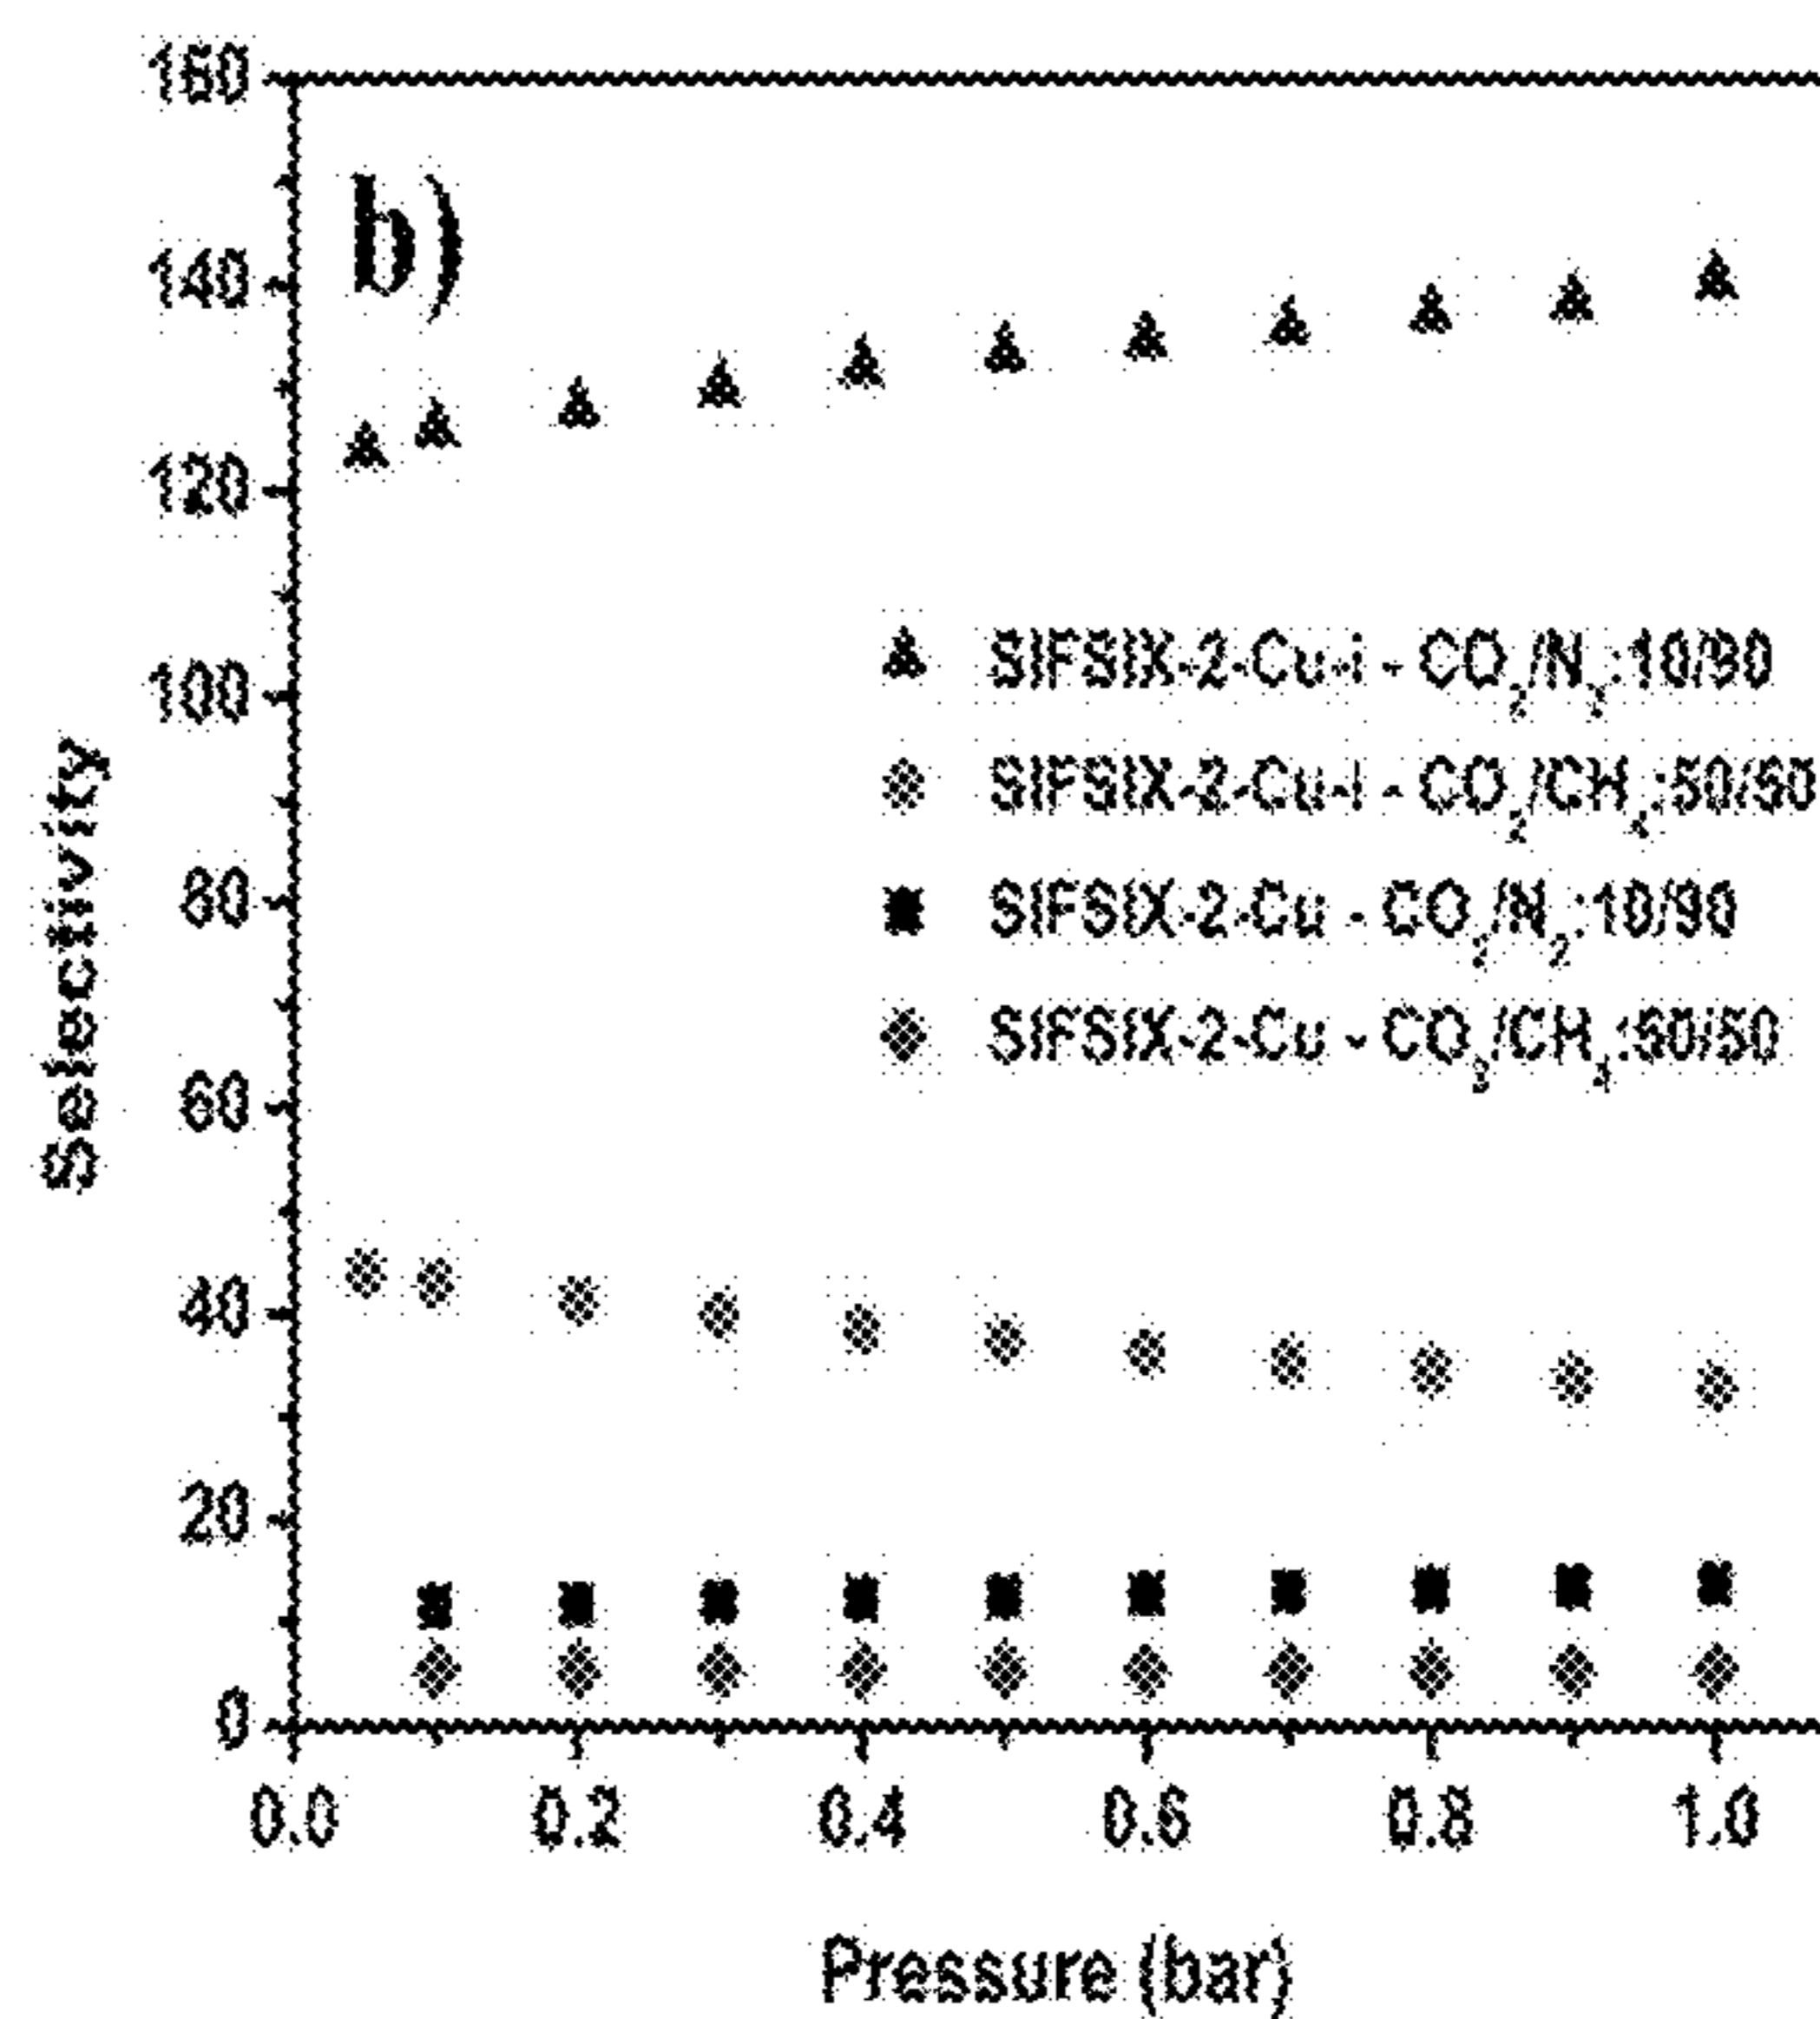 160
b)
140
120
100
80
60
40
20
0
Selectivity
SIFSIX-2-Cu-i - CO2/N2:10/90
SIFSIX-2-Cu-i - CO2/CH4:50/50
SIFSIX-2-Cu - CO2/N2:10/90
SIFSIX-2-Cu - CO2/CH4:50/50
0.0 0.2 0.4 0.6 0.8 1.0
Pressure (bar)